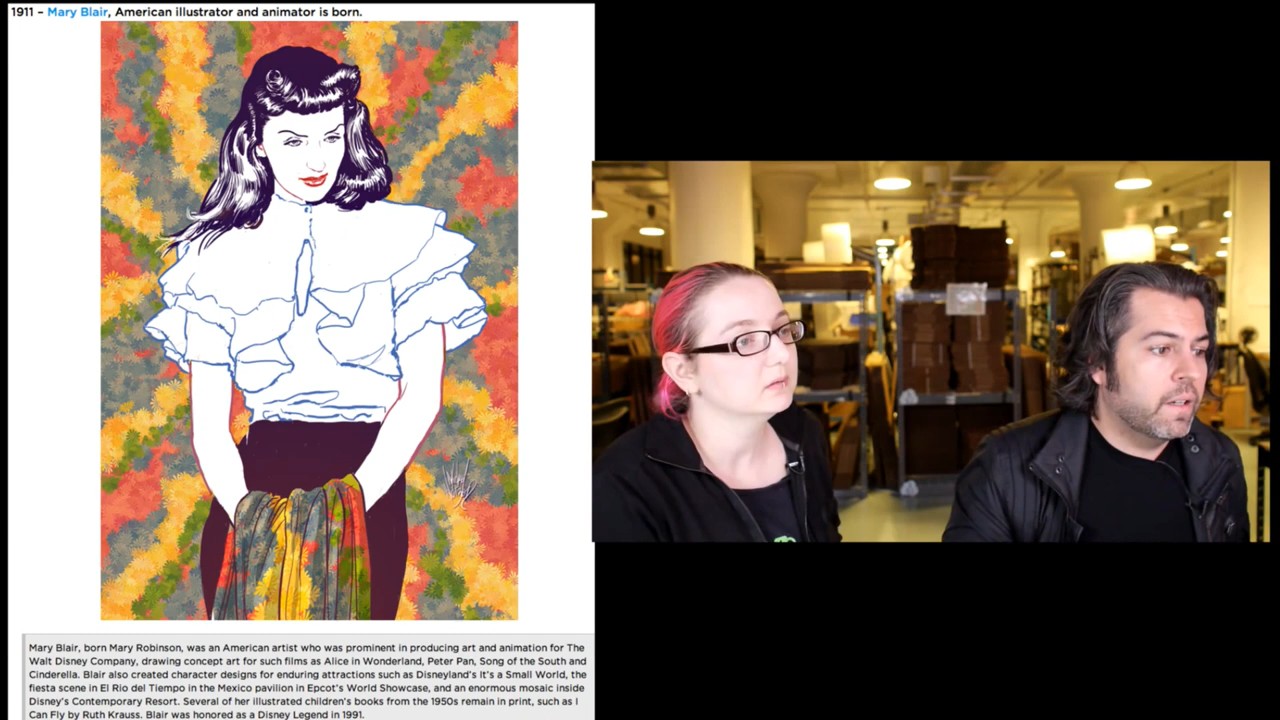 1911 – Mary Blair, American illustrator and animator is born.
Mary Blair, born Mary Robinson, was an American artist who was prominent in producing art and animation for The
Walt Disney Company, drawing concept art for such films as Alice in Wonderland, Peter Pan, Song of the South and
Cinderella. Blair also created character designs for enduring attractions such as Disneyland's It's a Small World, the
fiesta scene in El Rio del Tiempo in the Mexico pavilion in Epcot's World Showcase, and an enormous mosaic inside
Disney's Contemporary Resort. Several of her illustrated children's books from the 1950s remain in print, such as I
Can Fly by Ruth Krauss. Blair was honored as a Disney Legend in 1991.